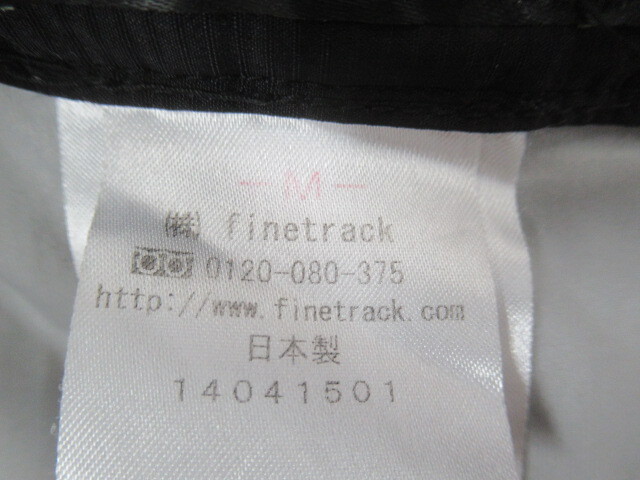 -M-
㈱ finetrack
0120-080-375
http://www.finetrack.com
日本製
14041501